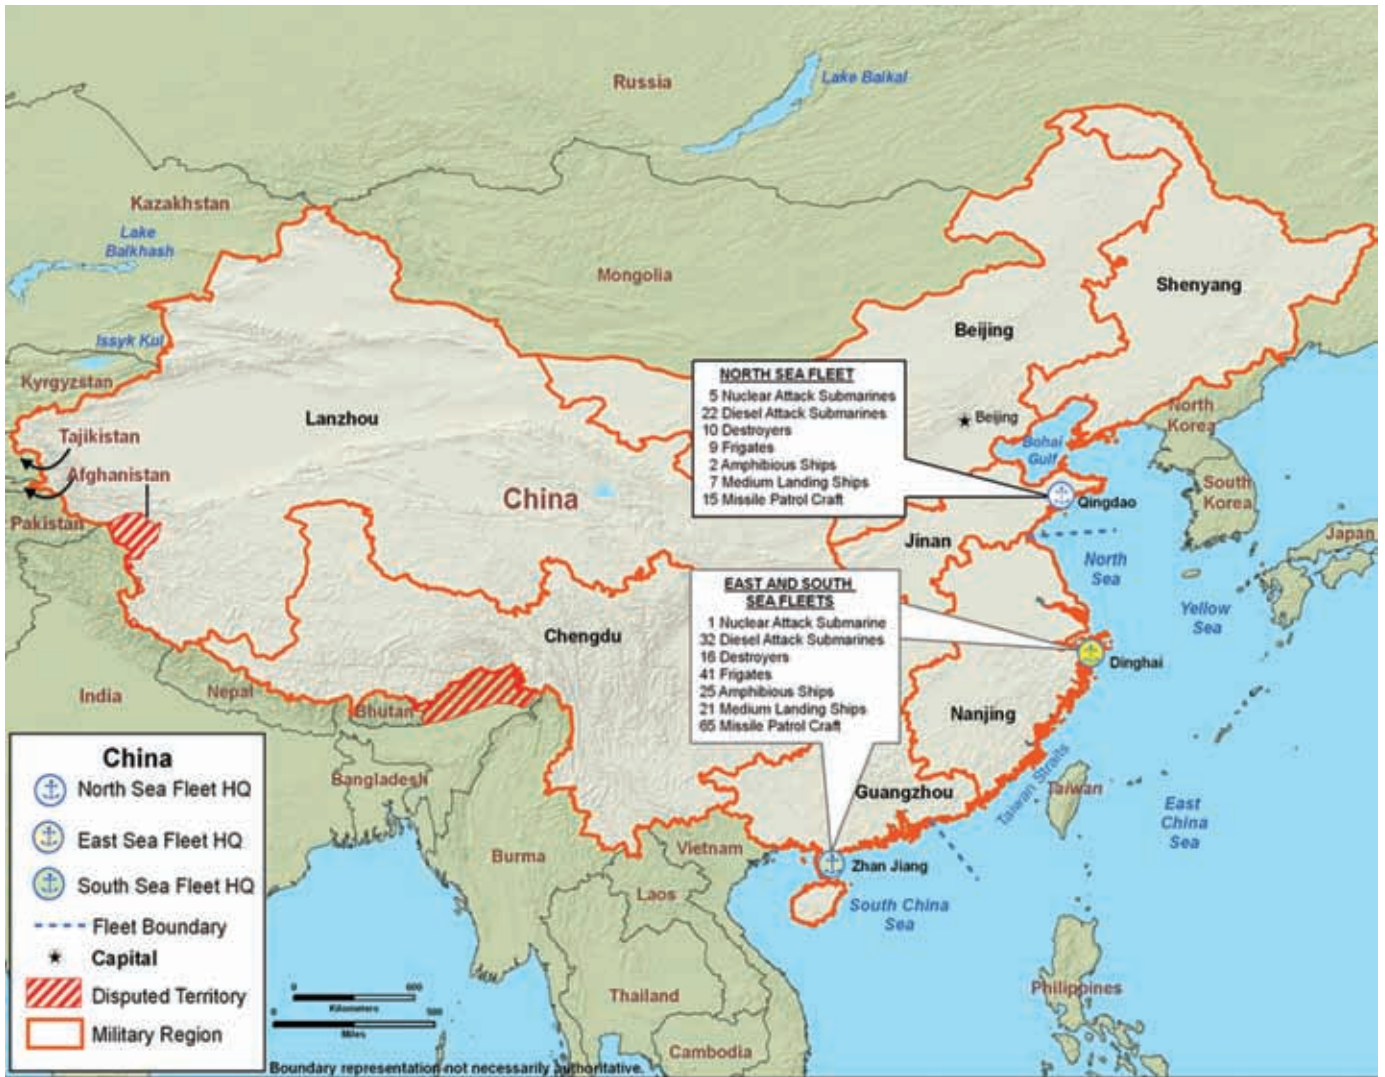 Russia
Lake Baikal
Kazakhstan
Lake
Balkhash
Mongolia
Shenyang
Beijing
Issyk Kul
Kyrgyzstan
Lanzhou
Tajikistan
Afghanistan
Pakistan
China
NORTH SEA FLEET
5 Nuclear Attack Submarines
22 Diesel Attack Submarines
10 Destroyers
9 Frigates
2 Amphibious Ships
7 Medium Landing Ships
15 Missile Patrol Craft
Beijing
Bohai
Gulf
North
Korea
South
Korea
Qingdao
Japan
Jinan
North
Sea
Yellow
Sea
EAST AND SOUTH
SEA FLEETS
1 Nuclear Attack Submarine
32 Diesel Attack Submarines
16 Destroyers
41 Frigates
25 Amphibious Ships
21 Medium Landing Ships
65 Missile Patrol Craft
Chengdu
Dinghai
India
Nepal
Bhutan
Nanjing
Bangladesh
Guangzhou
Taiwan Straits
Taiwan
East
China
Sea
Burma
Vietnam
Zhan Jiang
Laos
South China
Sea
Thailand
Philippines
Cambodia
China
North Sea Fleet HQ
East Sea Fleet HQ
South Sea Fleet HQ
Fleet Boundary
Capital
Disputed Territory
Military Region
0 600
Kilometers
0 500
Miles
Boundary representation not necessarily authoritative.